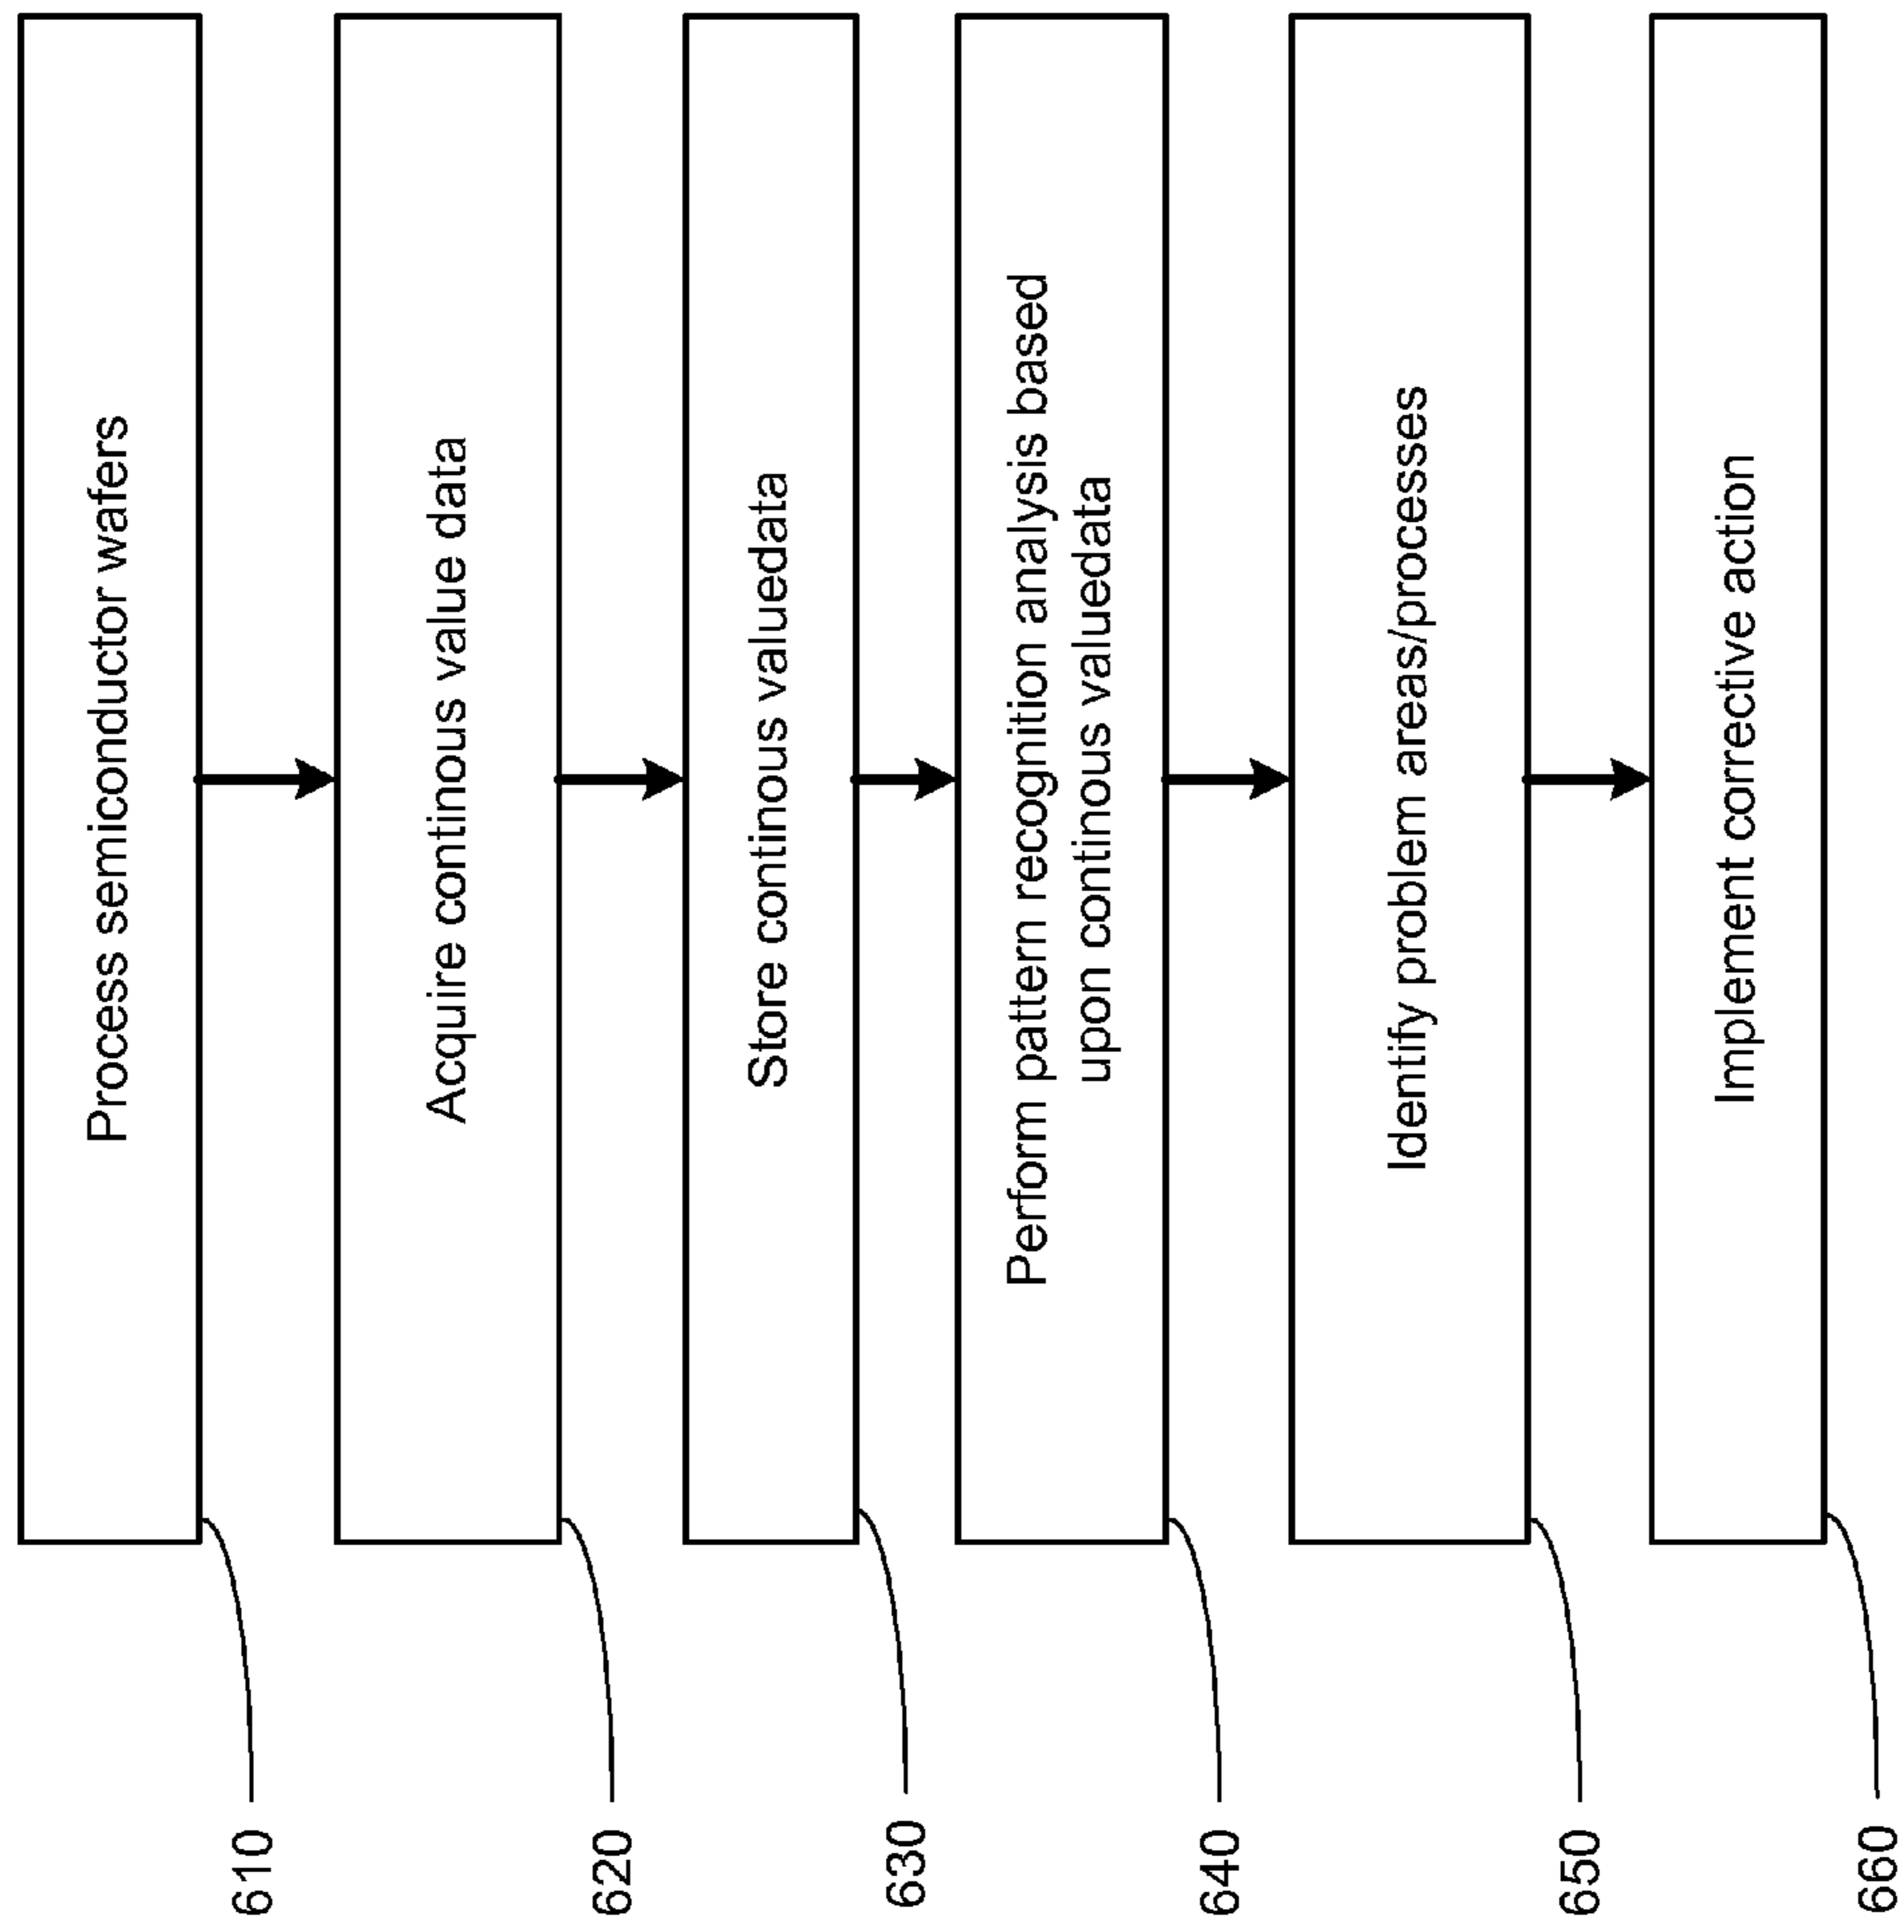 Process semiconductor wafers
610
Acquire continous value data
620
Store continous valuedata
630
Perform pattern recognition analysis based
upon continous valuedata
640
Identify problem areas/processes
650
Implement corrective action
660